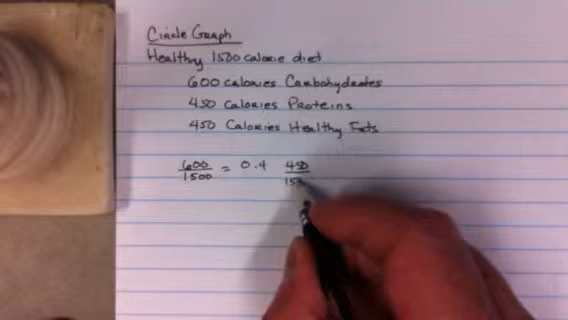 Circle Graph
Healthy 1500 calorie diet
600 calories Carbohydrates
450 calories Proteins
450 Calories Healthy Fats
600/1500 = 0.4 450/150